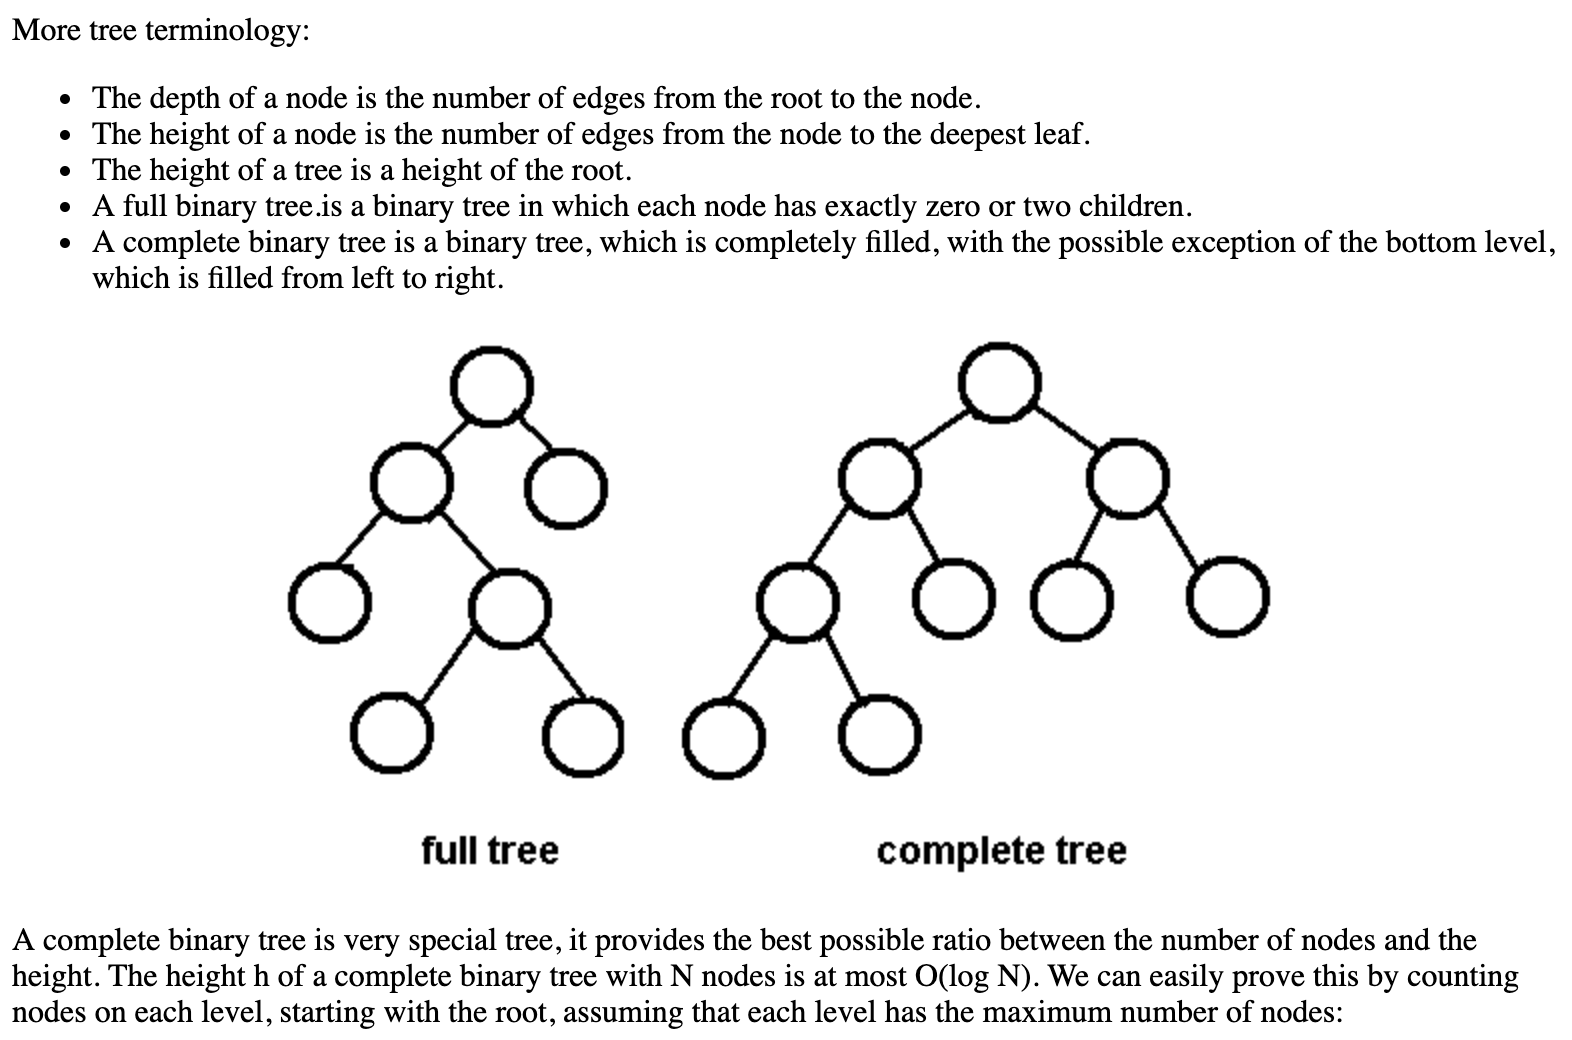 More tree terminology:
• The depth of a node is the number of edges from the root to the node.
• The height of a node is the number of edges from the node to the deepest leaf.
• The height of a tree is a height of the root.
• A full binary tree.is a binary tree in which each node has exactly zero or two children.
• A complete binary tree is a binary tree, which is completely filled, with the possible exception of the bottom level,
which is filled from left to right.
full tree
complete tree
A complete binary tree is very special tree, it provides the best possible ratio between the number of nodes and the
height. The height h of a complete binary tree with N nodes is at most O(log N). We can easily prove this by counting
nodes on each level, starting with the root, assuming that each level has the maximum number of nodes: